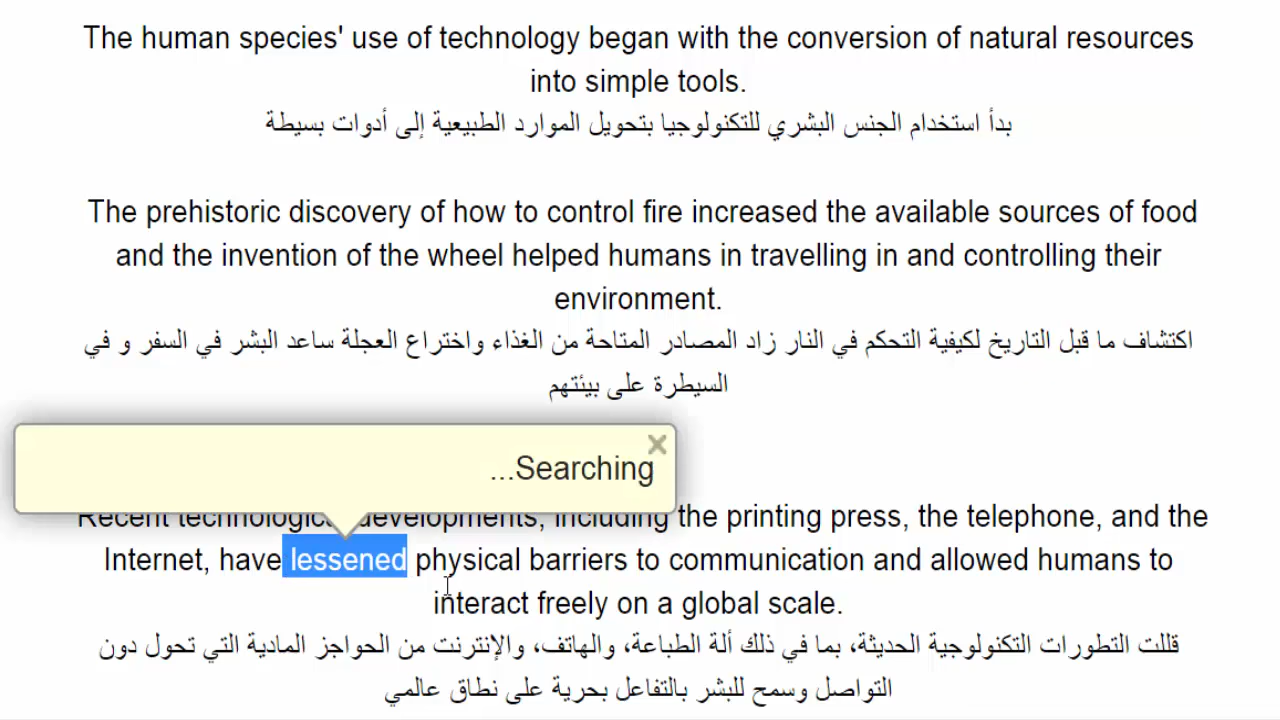 The human species' use of technology began with the conversion of natural resources
into simple tools.
بدأ استخدام الجنس البشري للتكنولوجيا بتحويل الموارد الطبيعية إلى أدوات بسيطة
The prehistoric discovery of how to control fire increased the available sources of food
and the invention of the wheel helped humans in travelling in and controlling their
environment.
اكتشاف ما قبل التاريخ لكيفية التحكم في النار زاد المصادر المتاحة من الغذاء واختراع العجلة ساعد البشر في السفر و في
السيطرة على بيئتهم
...Searching
Recent technological developments, including the printing press, the telephone, and the
Internet, have lessened physical barriers to communication and allowed humans to
interact freely on a global scale.
قللت التطورات التكنولوجية الحديثة، بما في ذلك ألة الطباعة، والهاتف، والإنترنت من الحواجز المادية التي تحول دون
التواصل وسمح للبشر بالتفاعل بحرية على نطاق عالمي